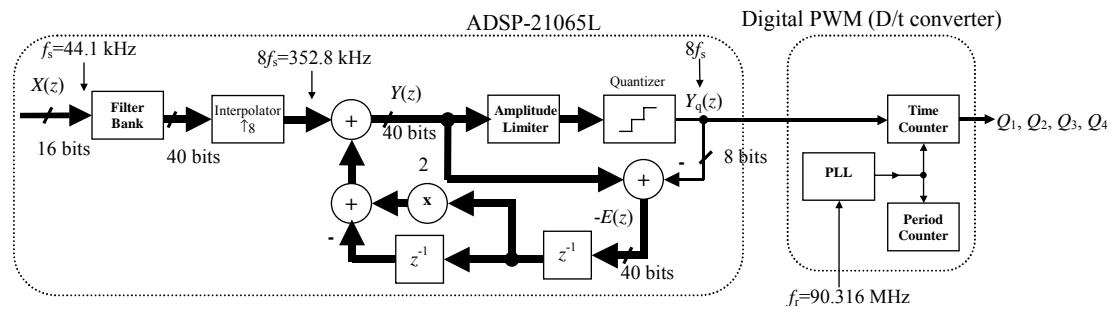 ADSP-21065L
Digital PWM (D/t converter)
fs=44.1 kHz
8fs=352.8 kHz
8fs
X(z)
Y(z)
Quantizer
Yq(z)
Filter
Bank
Interpolator
↑8
+
Amplitude
Limiter
Time
Counter
Q1, Q2, Q3, Q4
16 bits
40 bits
40 bits
-
8 bits
2
+
PLL
+
x
-E(z)
Period
Counter
-
z-1
z-1
40 bits
fr=90.316 MHz